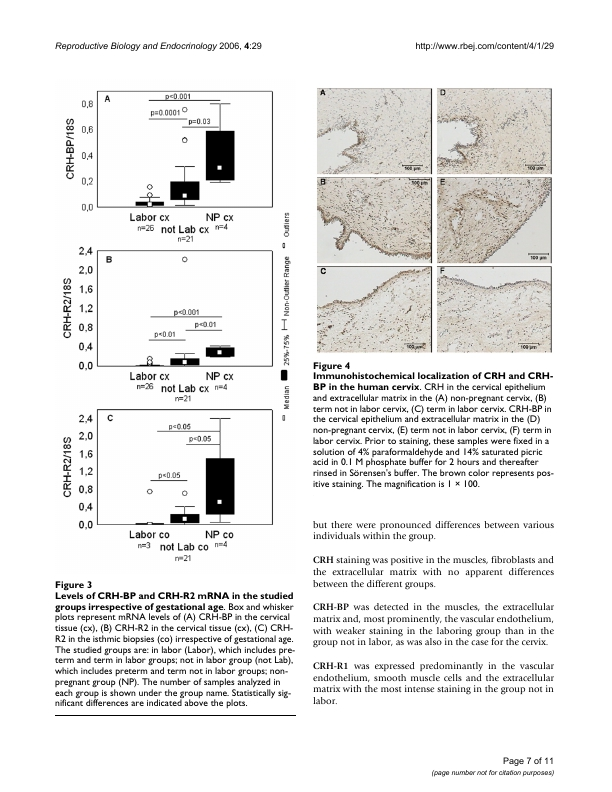 Reproductive Biology and Endocrinology 2006, 4:29
http://www.rbej.com/content/4/1/29
A
p<0.001
p=0.0001
p=0.03
CRH-BP/18S
0,8
0,6
0,4
0,2
0,0
Labor cx
NP cx
n=26
not Lab cx
n=4
n=21
B
p<0.001
p<0.01
p<0.01
CRH-R2/18S
2,4
2,0
1,6
1,2
0,8
0,4
0,0
Labor cx
NP cx
n=26
not Lab cx
n=4
n=21
C
p<0.05
p<0.05
p<0.05
CRH-R2/18S
2,4
2,0
1,6
1,2
0,8
0,4
0,0
Labor co
NP co
n=3
not Lab co
n=4
n=21
Median
25%-75%
Non-Outlier Range
Outliers
Figure 3
Levels of CRH-BP and CRH-R2 mRNA in the studied
groups irrespective of gestational age. Box and whisker
plots represent mRNA levels of (A) CRH-BP in the cervical
tissue (cx), (B) CRH-R2 in the cervical tissue (cx), (C) CRH-
R2 in the isthmic biopsies (co) irrespective of gestational age.
The studied groups are: in labor (Labor), which includes pre-
term and term in labor groups; not in labor group (not Lab),
which includes preterm and term not in labor groups; non-
pregnant group (NP). The number of samples analyzed in
each group is shown under the group name. Statistically sig-
nificant differences are indicated above the plots.
A
100 µm
D
100 µm
B
100 µm
E
100 µm
C
100 µm
F
100 µm
Figure 4
Immunohistochemical localization of CRH and CRH-
BP in the human cervix. CRH in the cervical epithelium
and extracellular matrix in the (A) non-pregnant cervix, (B)
term not in labor cervix, (C) term in labor cervix. CRH-BP in
the cervical epithelium and extracellular matrix in the (D)
non-pregnant cervix, (E) term not in labor cervix, (F) term in
labor cervix. Prior to staining, these samples were fixed in a
solution of 4% paraformaldehyde and 14% saturated picric
acid in 0.1 M phosphate buffer for 2 hours and thereafter
rinsed in Sörensen's buffer. The brown color represents pos-
itive staining. The magnification is 1 × 100.
but there were pronounced differences between various
individuals within the group.
CRH staining was positive in the muscles, fibroblasts and
the extracellular matrix with no apparent differences
between the different groups.
CRH-BP was detected in the muscles, the extracellular
matrix and, most prominently, the vascular endothelium,
with weaker staining in the laboring group than in the
group not in labor, as was also in the case for the cervix.
CRH-R1 was expressed predominantly in the vascular
endothelium, smooth muscle cells and the extracellular
matrix with the most intense staining in the group not in
labor.
Page 7 of 11
(page number not for citation purposes)